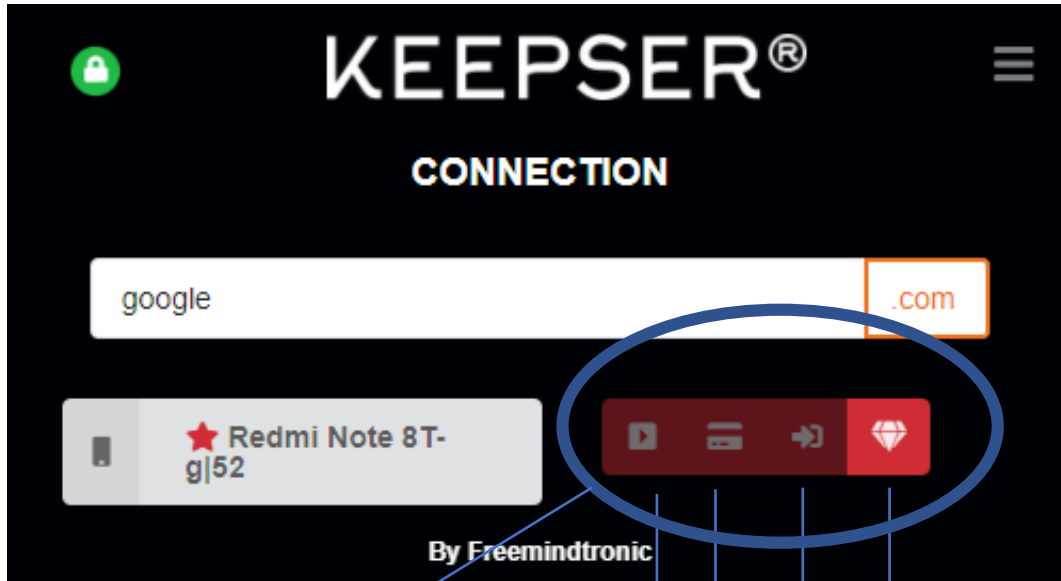 KEEPSER®
CONNECTION
google .com
Redmi Note 8T-
g|52
By Freemindtronic